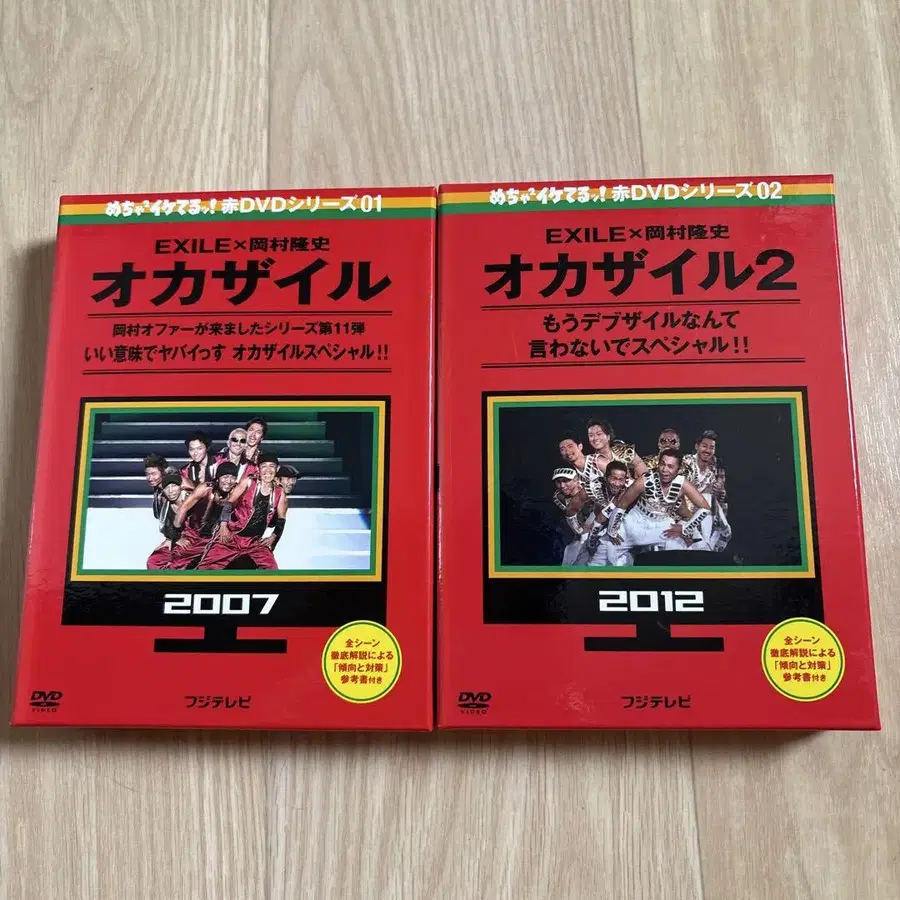 めちゃ²イケてるッ! 赤DVDシリーズ01
EXILE×岡村隆史
オカザイル
岡村オファーが来ましたシリーズ第11弾
いい意味でヤバイっす オカザイルスペシャル!!
2007
全シーン
徹底解説による
「傾向と対策」
参考書付き
DVD
VIDEO
フジテレビ
めちゃ²イケてるッ! 赤DVDシリーズ02
EXILE×岡村隆史
オカザイル2
もうデブザイルなんて
言わないでスペシャル!!
2012
全シーン
徹底解説による
「傾向と対策」
参考書付き
DVD
VIDEO
フジテレビ